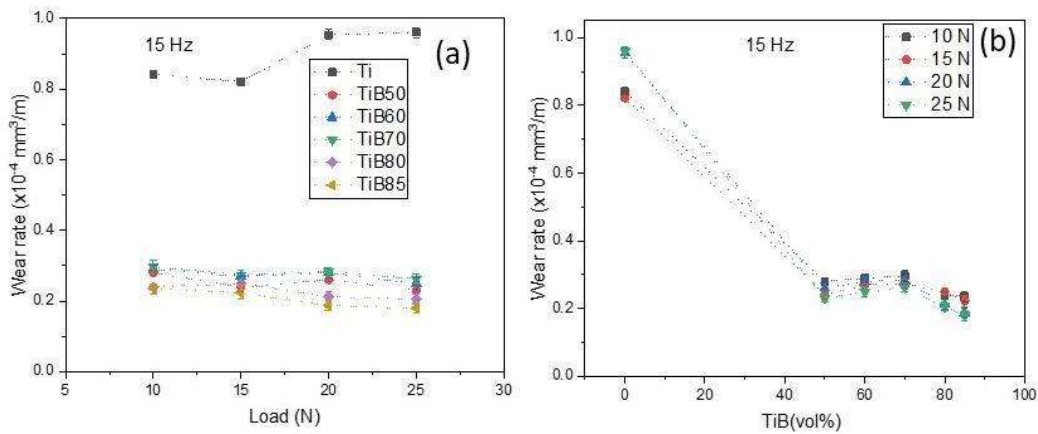 1.0
0.8
0.6
0.4
0.2
0.0
Wear rate (x10⁻⁴ mm³/m)
15 Hz
(a)
Ti
TiB50
TiB60
TiB70
TiB80
TiB85
5
10
15
20
25
30
Load (N)
1.0
0.8
0.6
0.4
0.2
0.0
Wear rate (x10⁻⁴ mm³/m)
15 Hz
(b)
10 N
15 N
20 N
25 N
0
20
40
60
80
100
TiB(vol%)